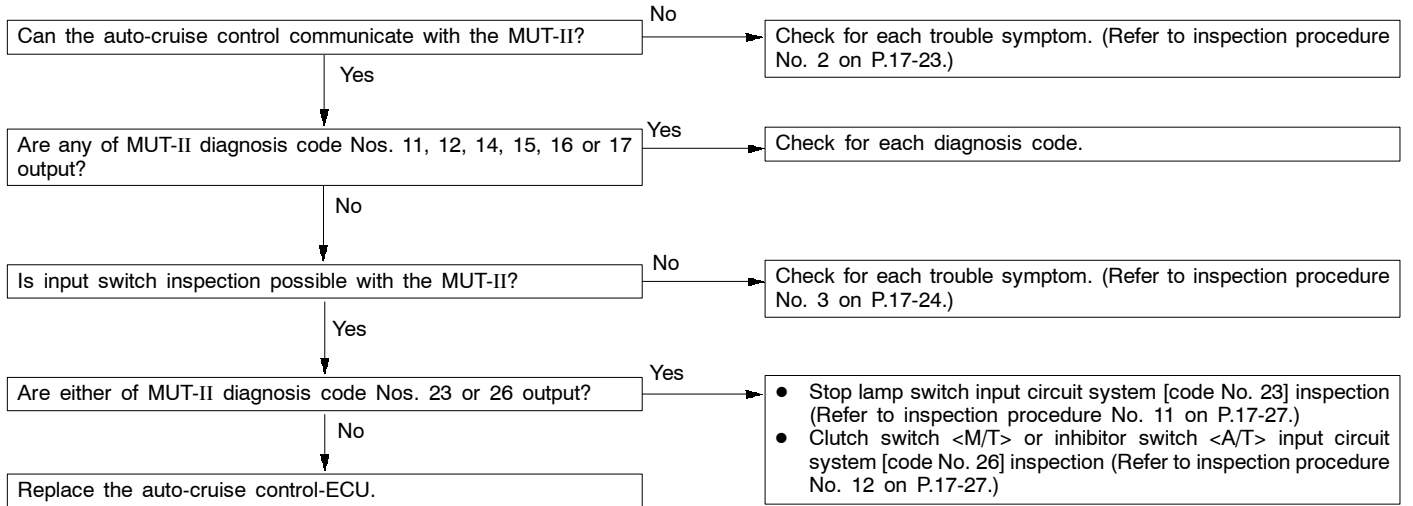 No
Can the auto-cruise control communicate with the MUT-II?
Check for each trouble symptom. (Refer to inspection procedure
No. 2 on P.17-23.)
Yes
Yes
Are any of MUT-II diagnosis code Nos. 11, 12, 14, 15, 16 or 17
output?
Check for each diagnosis code.
No
No
Is input switch inspection possible with the MUT-II?
Check for each trouble symptom. (Refer to inspection procedure
No. 3 on P.17-24.)
Yes
Yes
Are either of MUT-II diagnosis code Nos. 23 or 26 output?
● Stop lamp switch input circuit system [code No. 23] inspection
(Refer to inspection procedure No. 11 on P.17-27.)
● Clutch switch <M/T> or inhibitor switch <A/T> input circuit
system [code No. 26] inspection (Refer to inspection procedure
No. 12 on P.17-27.)
No
Replace the auto-cruise control-ECU.